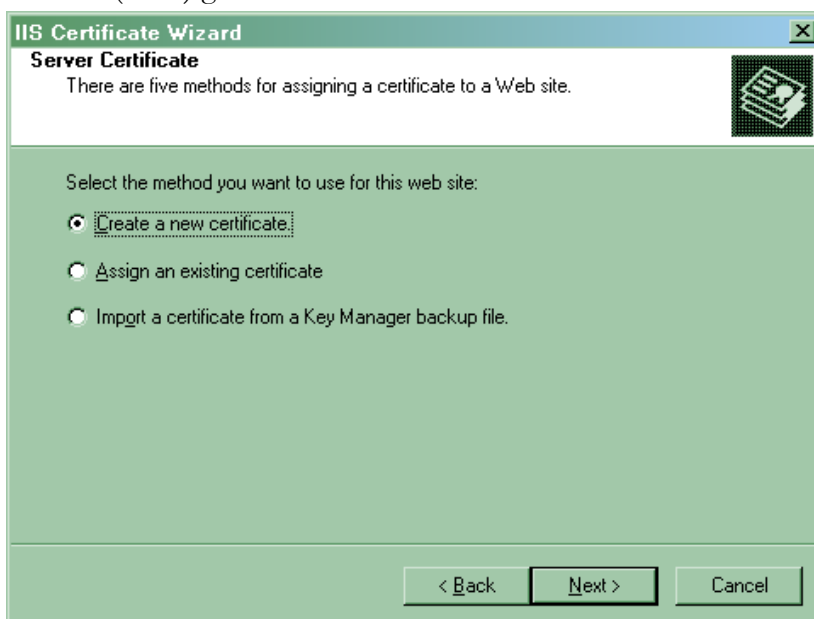 IIS Certificate Wizard
Server Certificate
There are five methods for assigning a certificate to a Web site.
Select the method you want to use for this web site:
Create a new certificate.
Assign an existing certificate
Import a certificate from a Key Manager backup file.
< Back Next > Cancel